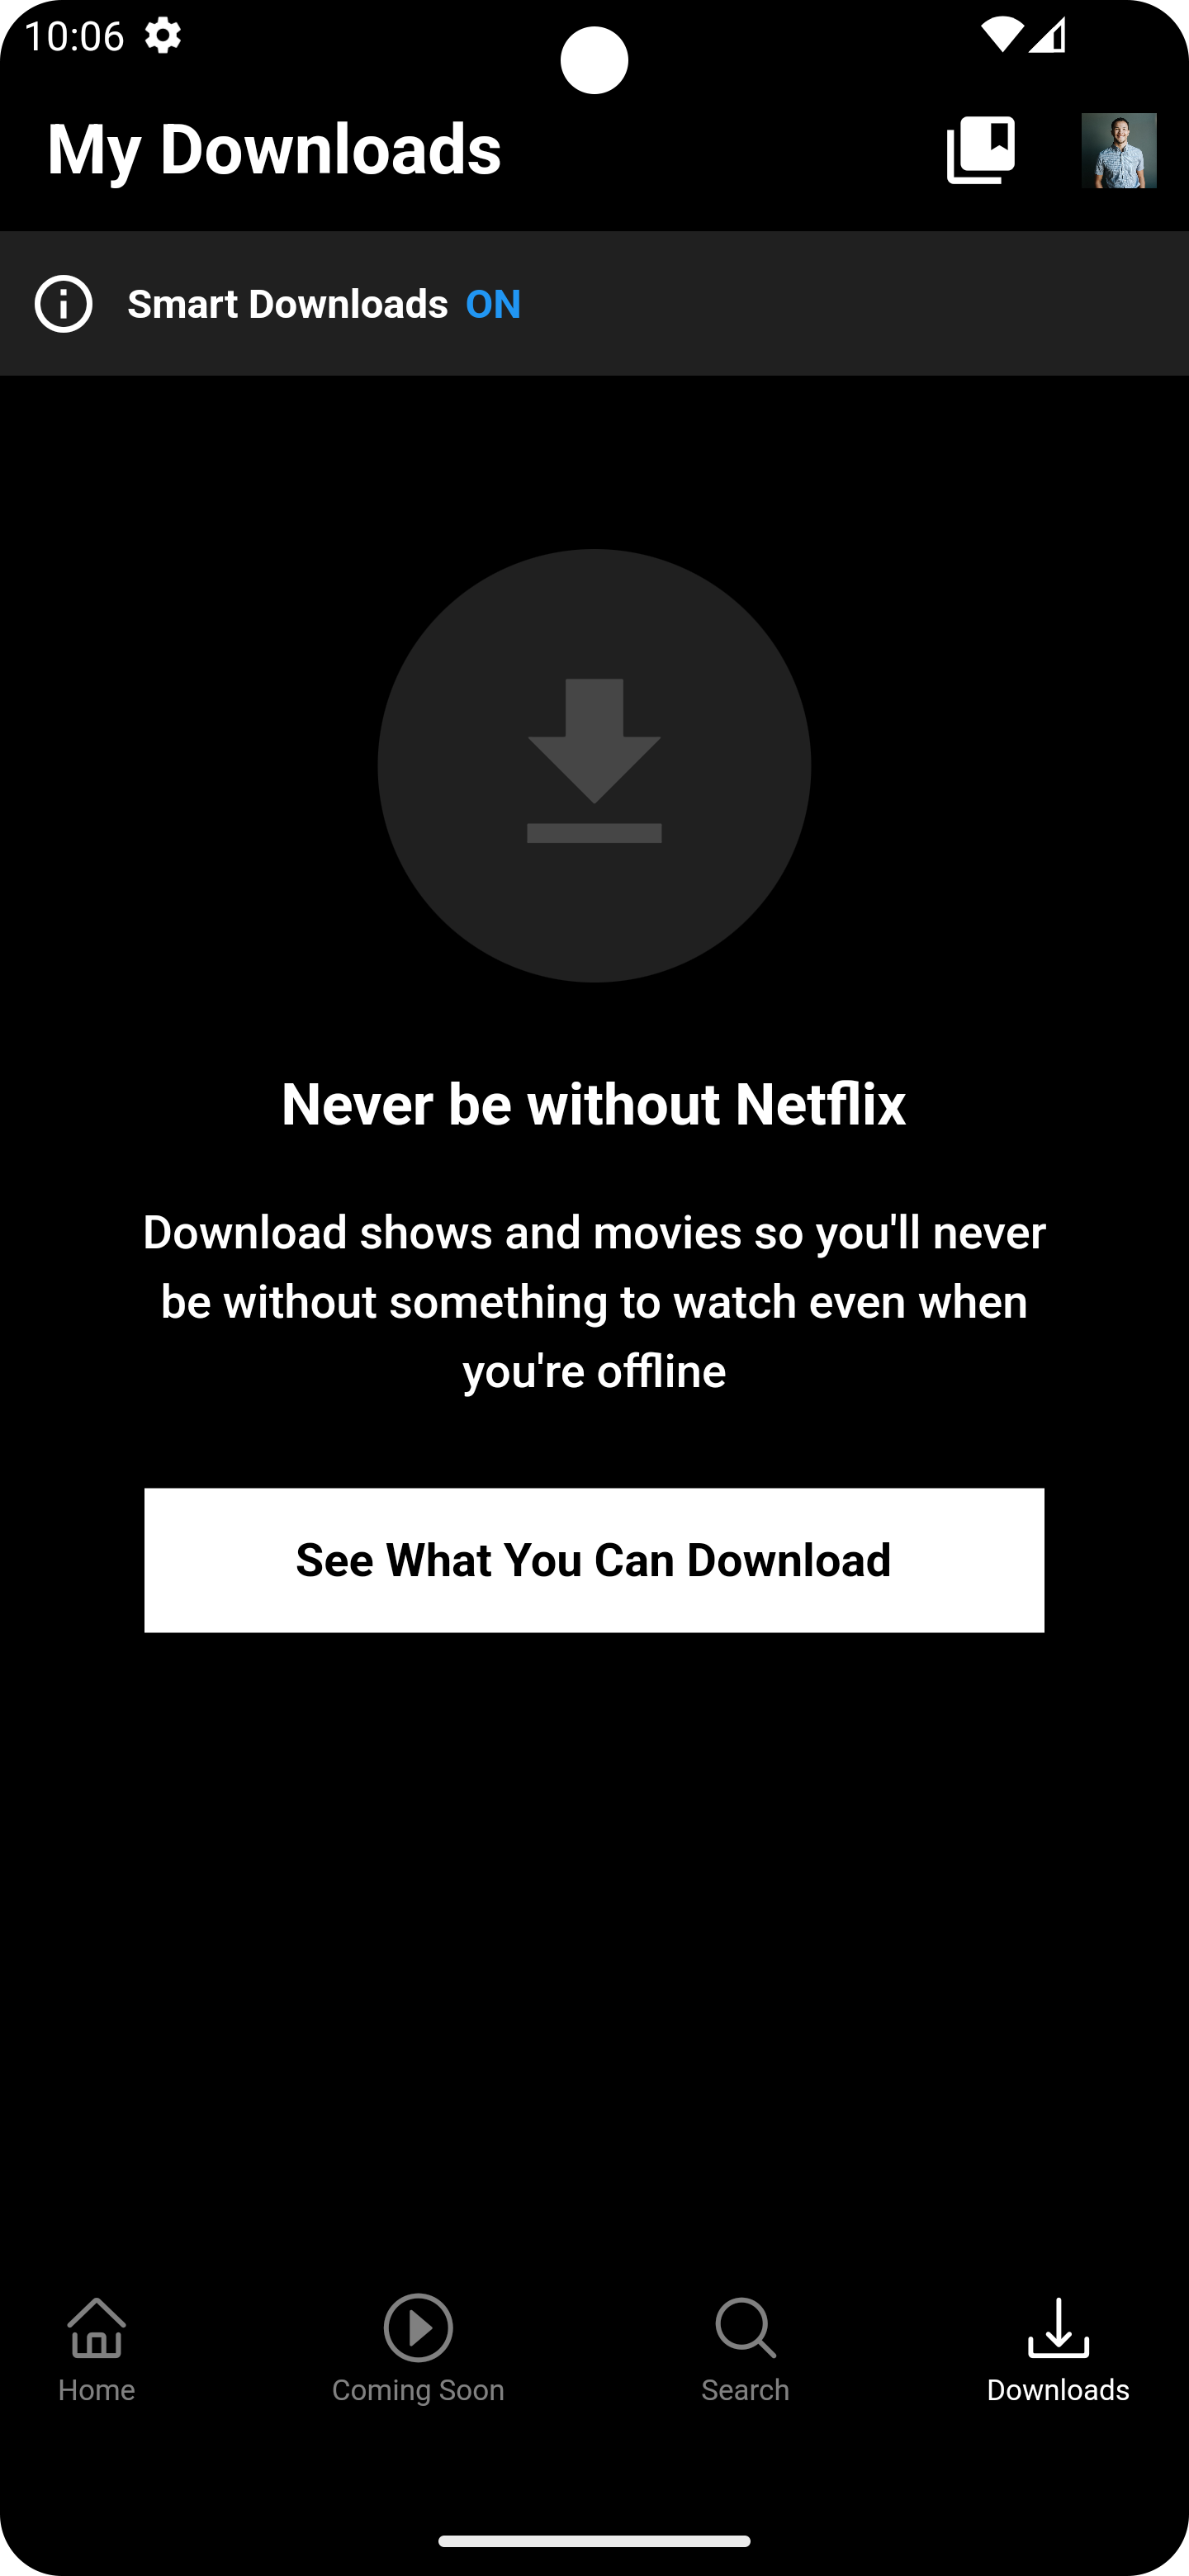 10:06
My Downloads
Smart Downloads ON
Never be without Netflix
Download shows and movies so you'll never
be without something to watch even when
you're offline
See What You Can Download
Home
Coming Soon
Search
Downloads